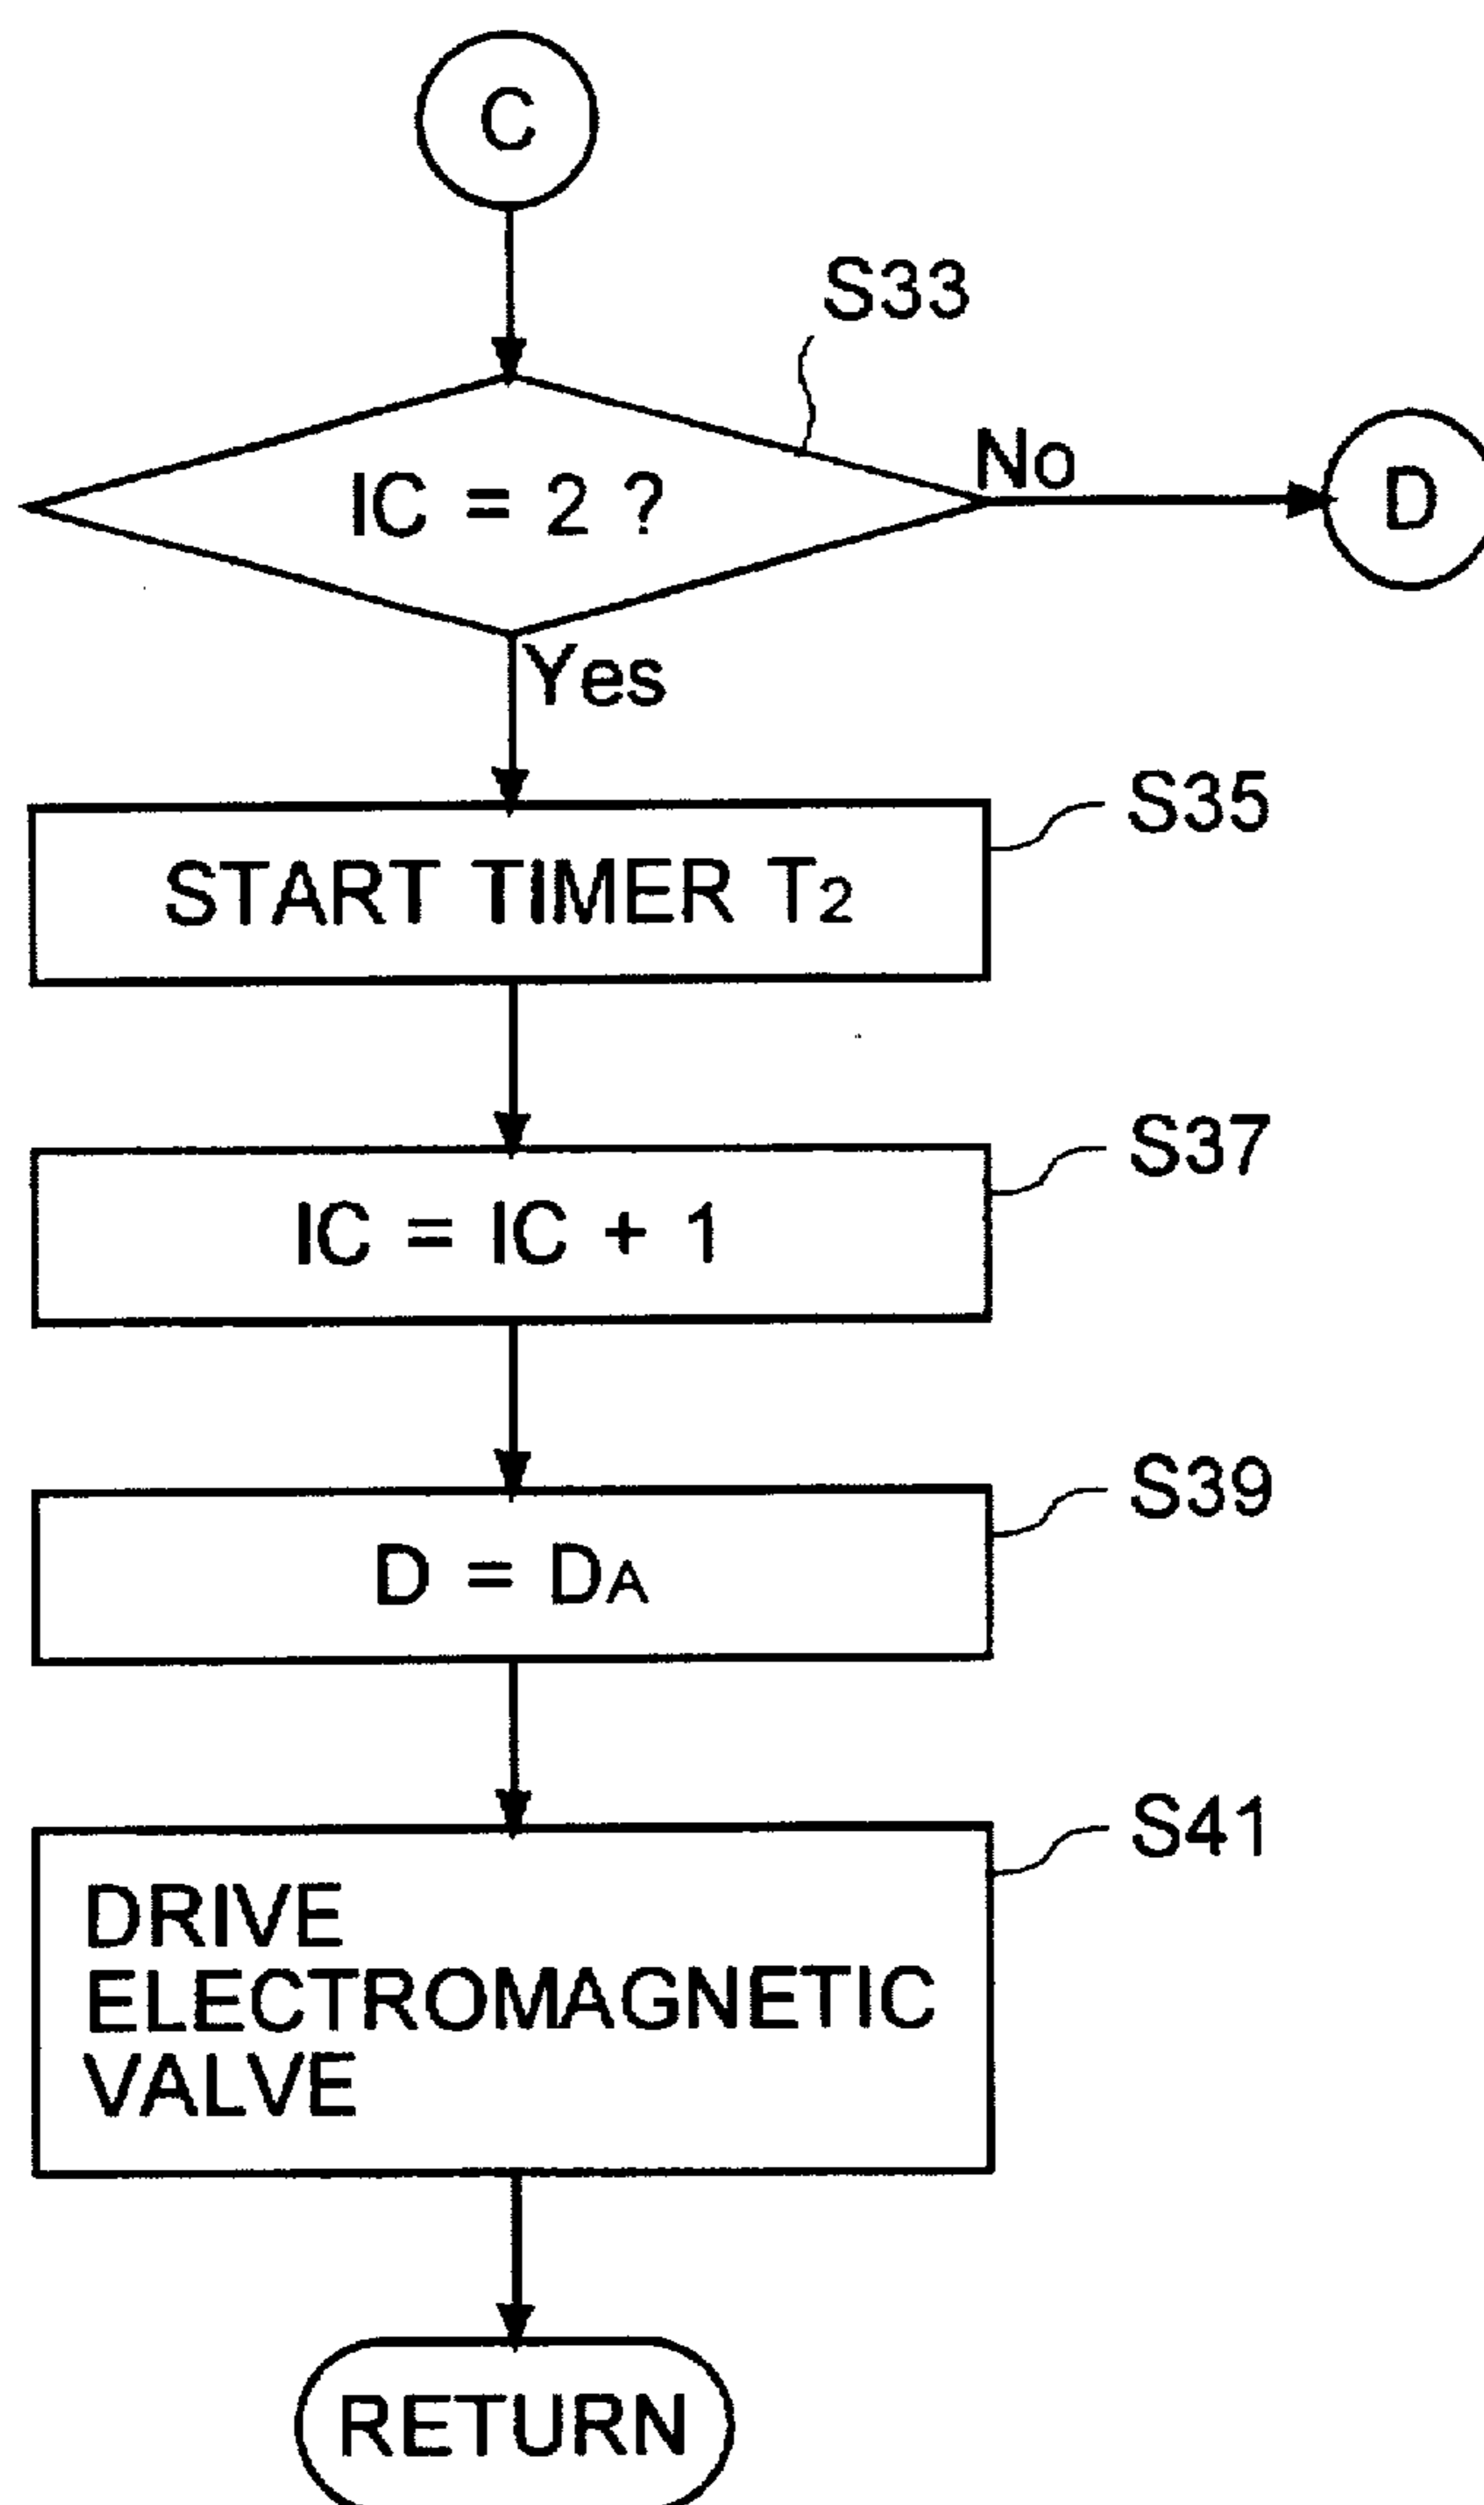 C
S33
IC = 2 ?
No
D
Yes
S35
START TIMER T2
S37
IC = IC + 1
S39
D = DA
S41
DRIVE
ELECTROMAGNETIC
VALVE
RETURN